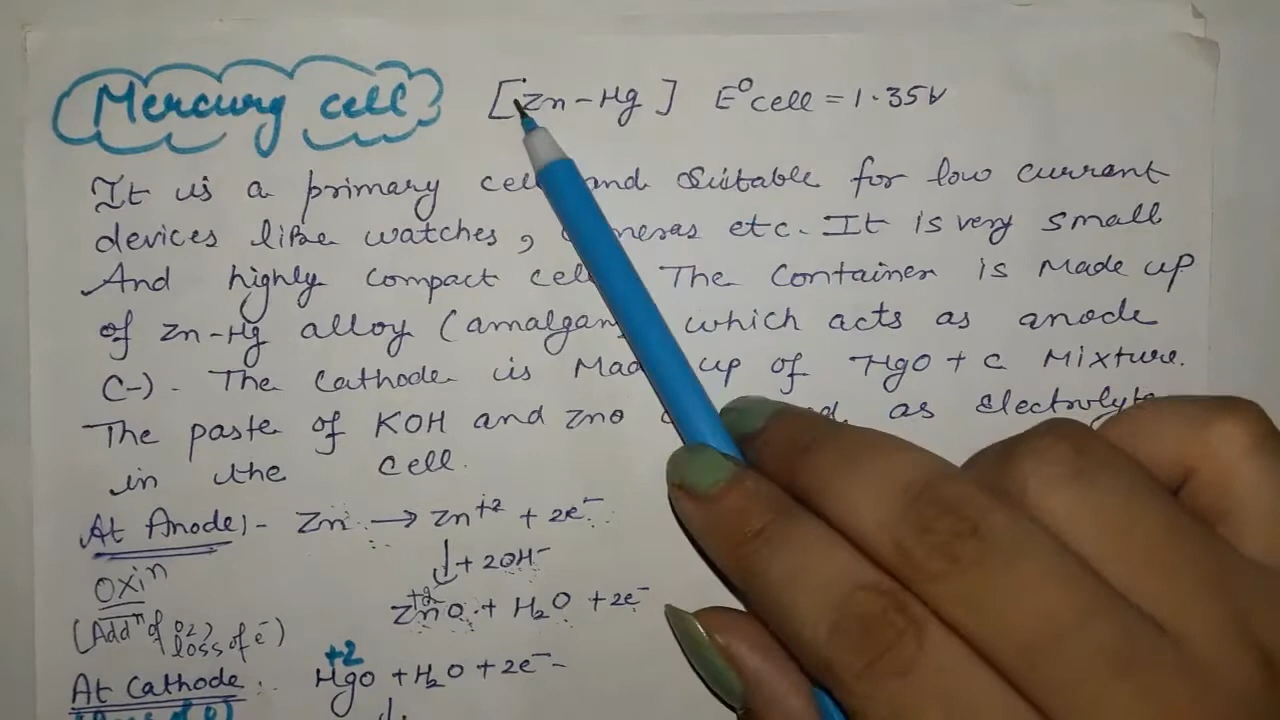 Mercury cell [Zn-Hg] E°cell = 1.35V
It is a primary cell and Suitable for low current
devices like watches, cameras etc. It is very small
And highly compact cell The Container is Made up
of Zn-Hg alloy (amalgam which acts as anode
(-). The Cathode is Made up of HgO + C Mixture.
The paste of KOH and ZnO as Electrolyte
in the cell.
At Anode:- Zn → Zn+2 + 2e-
↓ + 2OH-
Oxin
+2
ZnO + H2O + 2e-
(Addn of O2, loss of e-)
+2
At Cathode: HgO + H2O + 2e-
↓